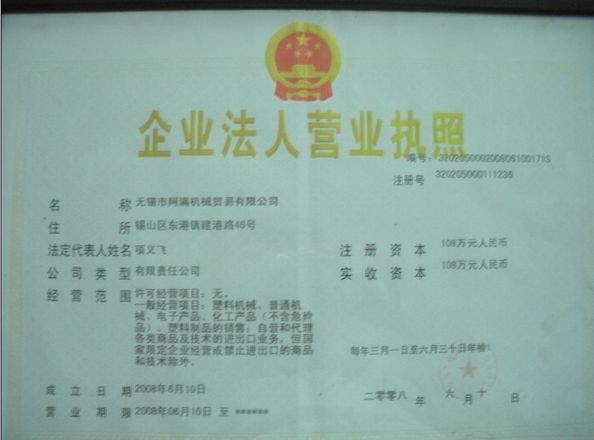 企业法人营业执照
编号:320205000200806100171S
注册号 320205000111236
名称 无锡市阿满机械贸易有限公司
住所 锡山区东港镇建港路46号
法定代表人姓名 项义飞
注册资本 108万元人民币
公司类型 有限责任公司
实收资本 108万元人民币
经营范围 许可经营项目:无。
一般经营项目:塑料机械、普通机
械、电子产品、化工产品(不含危险
品)、塑料制品的销售;自营和代理
各类商品及技术的进出口业务,但国
家限定企业经营或禁止进出口的商品
和技术除外。
每年三月一日至六月三十日年检!
成立日期 2008年6月10日
营业期限 2008年06月10日 至 ******
二〇〇八年六月十日